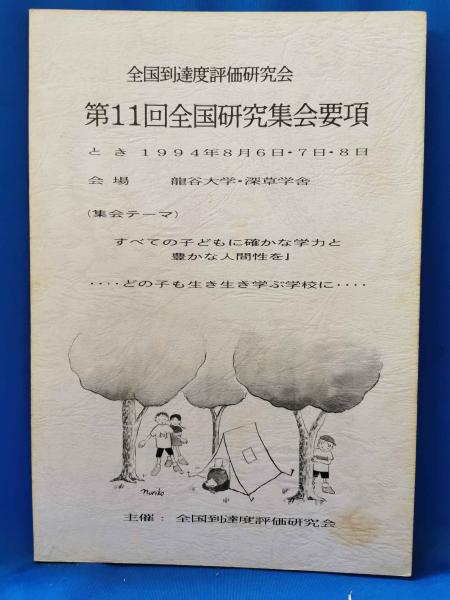 全国到達度評価研究会
第11回全国研究集会要項
とき 1994年8月6日・7日・8日
会場 龍谷大学・深草学舎
(集会テーマ)
すべての子どもに確かな学力と
豊かな人間性を』
‥‥どの子も生き生き学ぶ学校に‥‥
noriko
主催: 全国到達度評価研究会